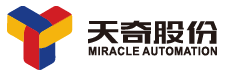 天奇股份
MIRACLE AUTOMATION